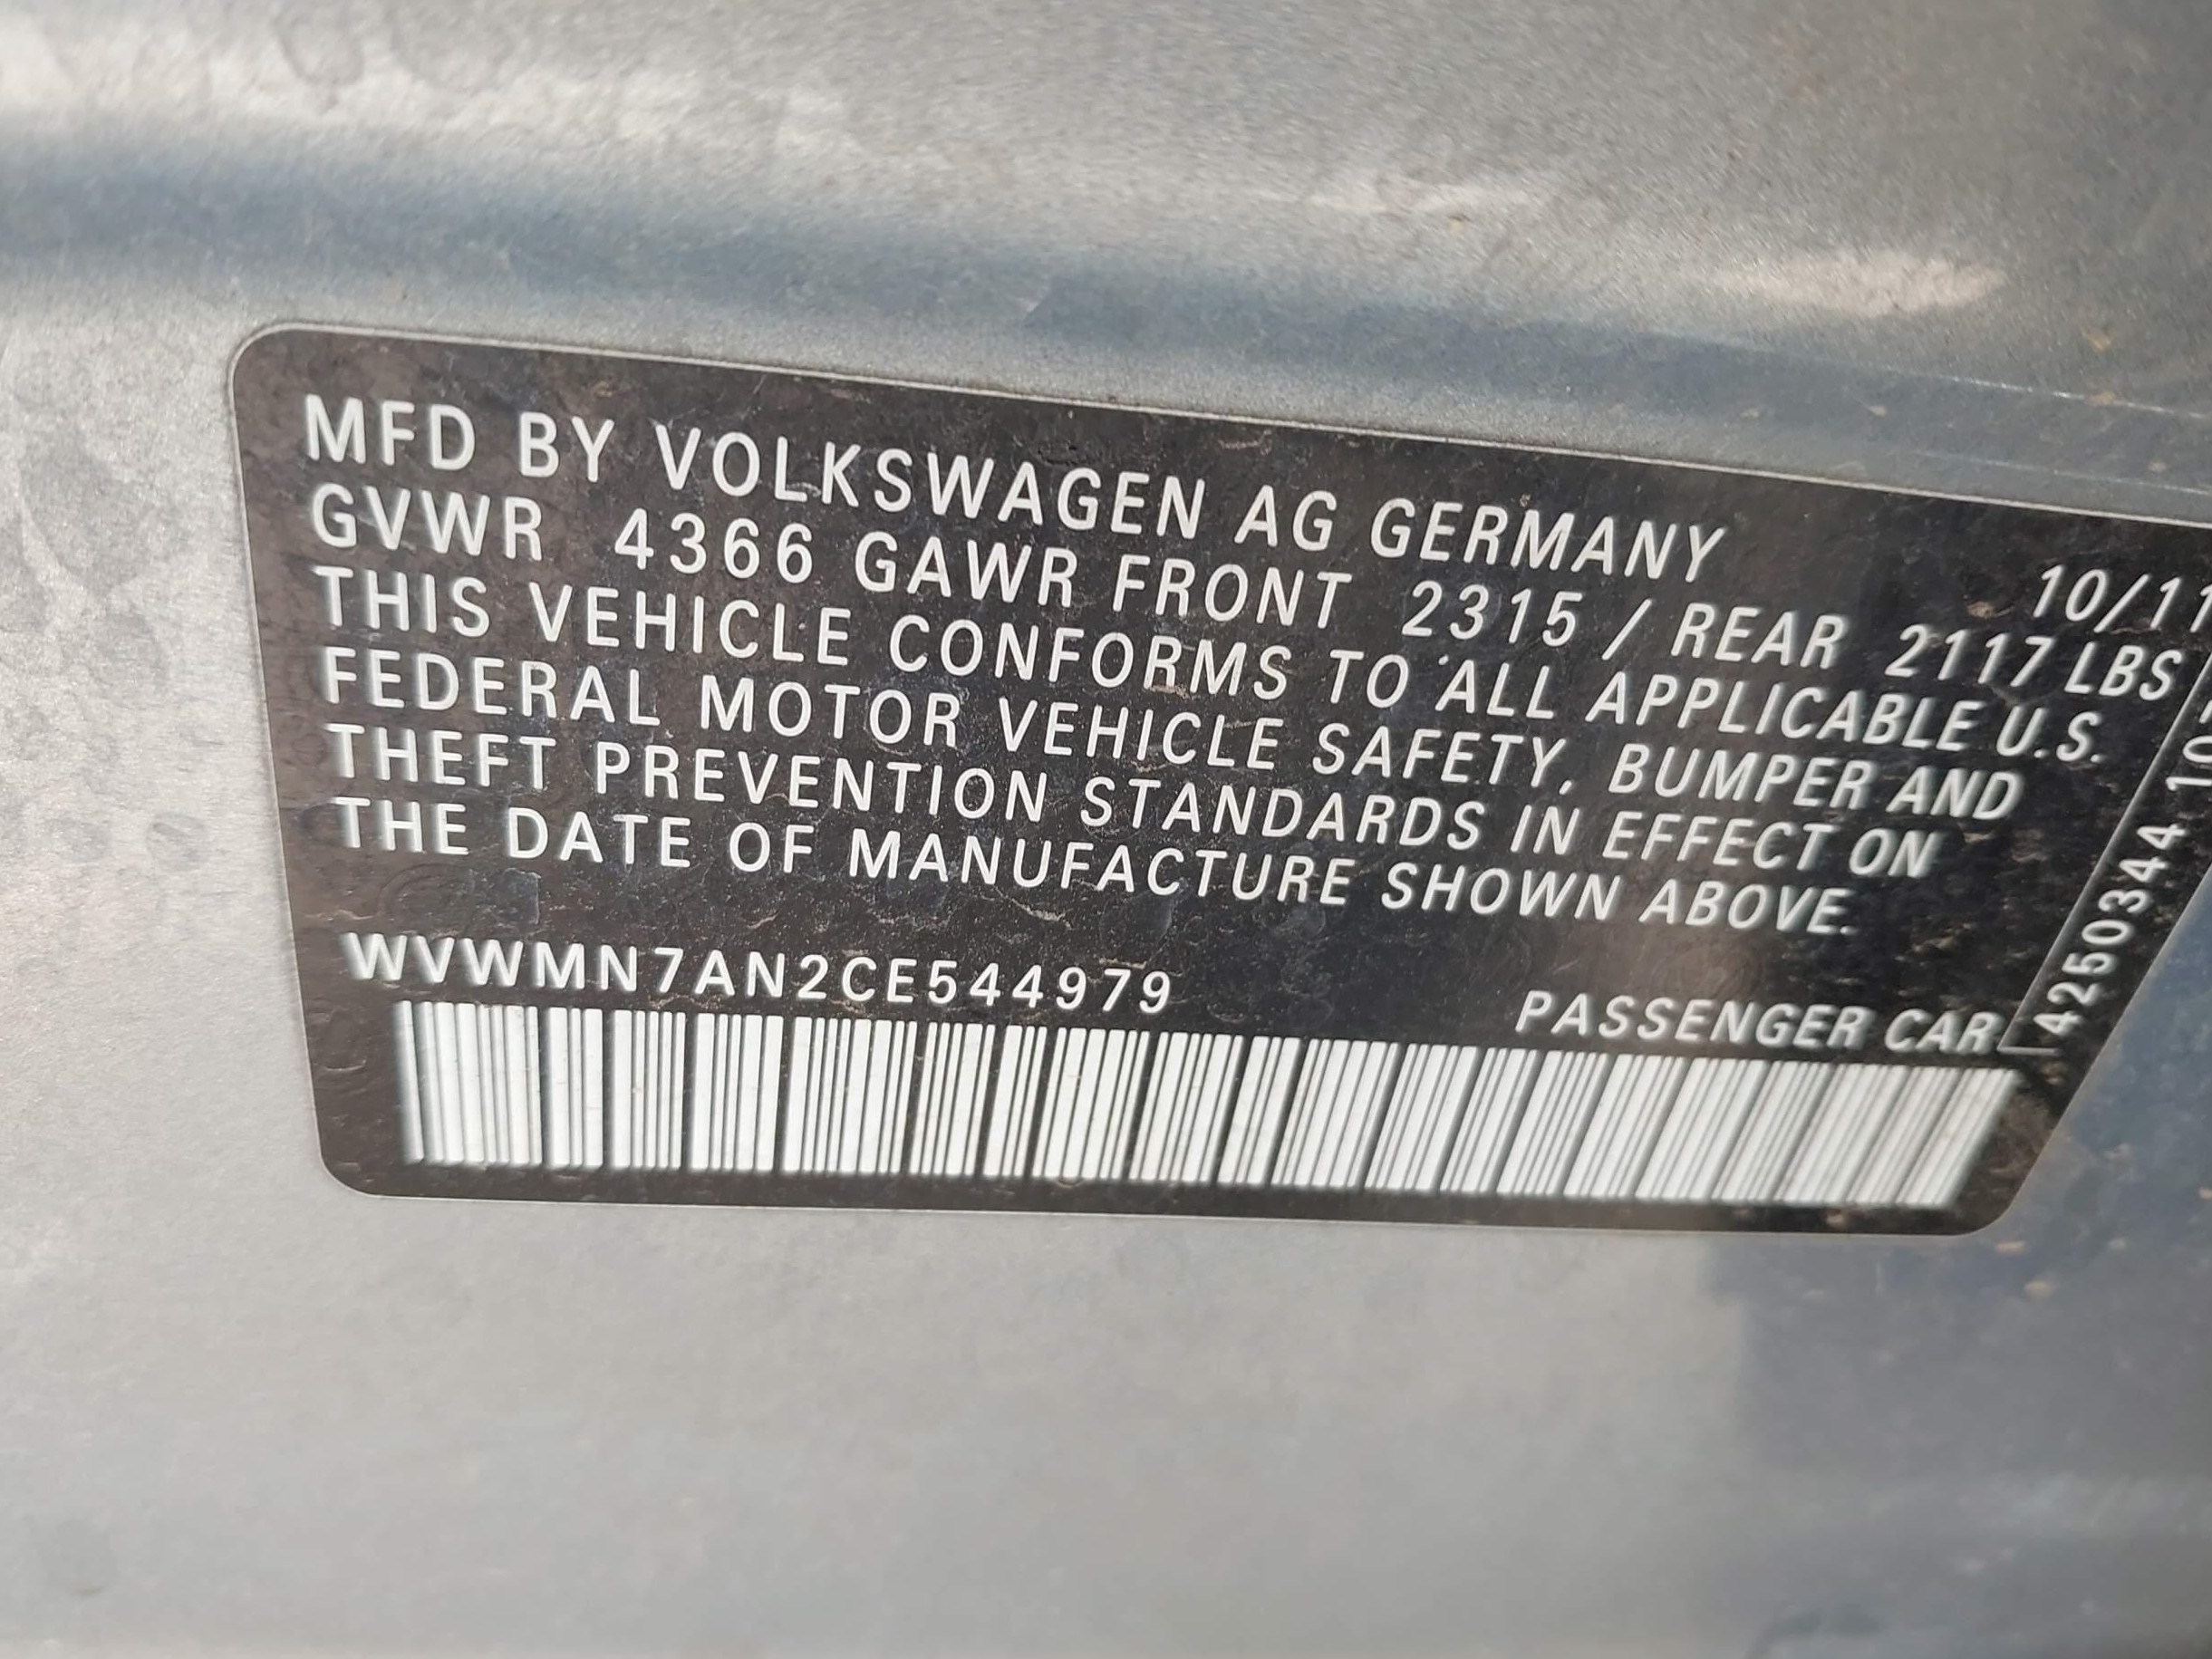 MFD BY VOLKSWAGEN AG GERMANY 10/11
GVWR 4366 GAWR FRONT 2315 / REAR 2117 LBS
THIS VEHICLE CONFORMS TO ALL APPLICABLE U.S.
FEDERAL MOTOR VEHICLE SAFETY, BUMPER AND
THEFT PREVENTION STANDARDS IN EFFECT ON
THE DATE OF MANUFACTURE SHOWN ABOVE.
WVWMN7AN2CE544979
PASSENGER CAR
4250344